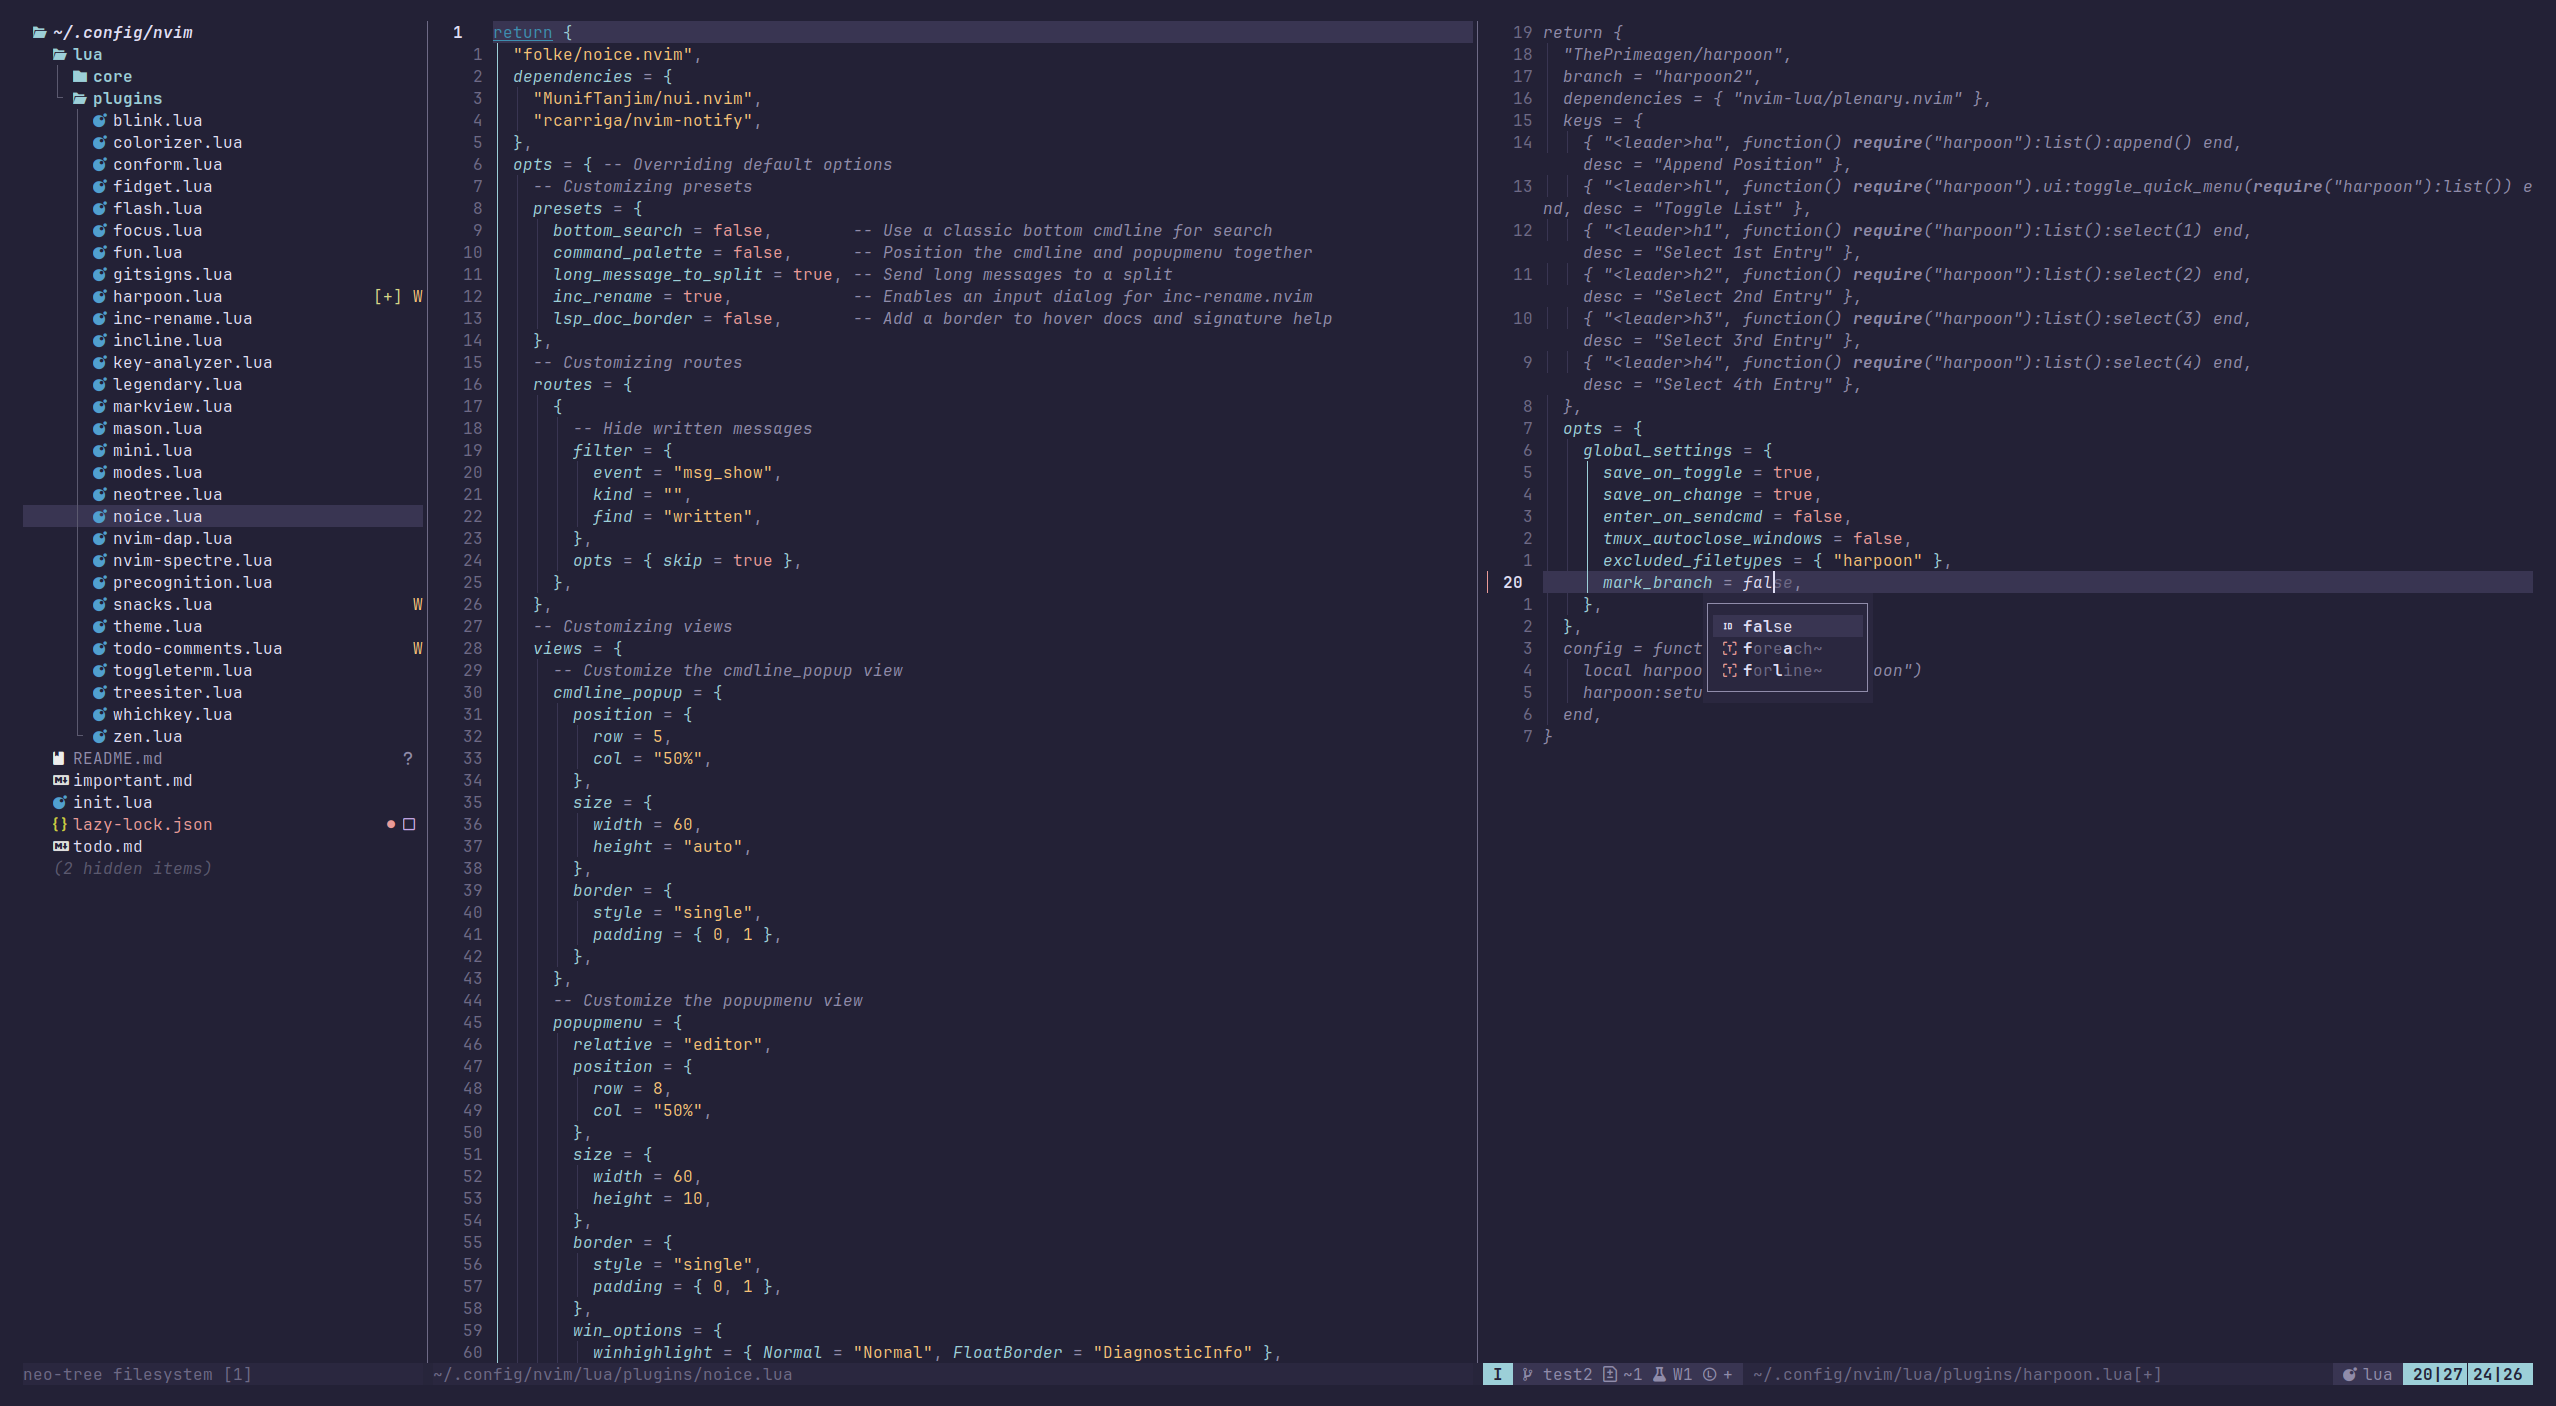 ~/.config/nvim
lua
core
plugins
blink.lua
colorizer.lua
conform.lua
fidget.lua
flash.lua
focus.lua
fun.lua
gitsigns.lua
harpoon.lua [+] W
inc-rename.lua
incline.lua
key-analyzer.lua
legendary.lua
markview.lua
mason.lua
mini.lua
modes.lua
neotree.lua
noice.lua
nvim-dap.lua
nvim-spectre.lua
precognition.lua
snacks.lua W
theme.lua
todo-comments.lua W
toggleterm.lua
treesiter.lua
whichkey.lua
zen.lua
README.md ?
important.md
init.lua
{} lazy-lock.json
todo.md
(2 hidden items)
neo-tree filesystem [1]
1 return {
1 "folke/noice.nvim",
2 dependencies = {
3 "MunifTanjim/nui.nvim",
4 "rcarriga/nvim-notify",
5 },
6 opts = { -- Overriding default options
7 -- Customizing presets
8 presets = {
9 bottom_search = false, -- Use a classic bottom cmdline for search
10 command_palette = false, -- Position the cmdline and popupmenu together
11 long_message_to_split = true, -- Send long messages to a split
12 inc_rename = true, -- Enables an input dialog for inc-rename.nvim
13 lsp_doc_border = false, -- Add a border to hover docs and signature help
14 },
15 -- Customizing routes
16 routes = {
17 {
18 -- Hide written messages
19 filter = {
20 event = "msg_show",
21 kind = "",
22 find = "written",
23 },
24 opts = { skip = true },
25 },
26 },
27 -- Customizing views
28 views = {
29 -- Customize the cmdline_popup view
30 cmdline_popup = {
31 position = {
32 row = 5,
33 col = "50%",
34 },
35 size = {
36 width = 60,
37 height = "auto",
38 },
39 border = {
40 style = "single",
41 padding = { 0, 1 },
42 },
43 },
44 -- Customize the popupmenu view
45 popupmenu = {
46 relative = "editor",
47 position = {
48 row = 8,
49 col = "50%",
50 },
51 size = {
52 width = 60,
53 height = 10,
54 },
55 border = {
56 style = "single",
57 padding = { 0, 1 },
58 },
59 win_options = {
60 winhighlight = { Normal = "Normal", FloatBorder = "DiagnosticInfo" },
~/.config/nvim/lua/plugins/noice.lua
19 return {
18 "ThePrimeagen/harpoon",
17 branch = "harpoon2",
16 dependencies = { "nvim-lua/plenary.nvim" },
15 keys = {
14 { "<leader>ha", function() require("harpoon"):list():append() end,
desc = "Append Position" },
13 { "<leader>hl", function() require("harpoon").ui:toggle_quick_menu(require("harpoon"):list()) e
nd, desc = "Toggle List" },
12 { "<leader>h1", function() require("harpoon"):list():select(1) end,
desc = "Select 1st Entry" },
11 { "<leader>h2", function() require("harpoon"):list():select(2) end,
desc = "Select 2nd Entry" },
10 { "<leader>h3", function() require("harpoon"):list():select(3) end,
desc = "Select 3rd Entry" },
9 { "<leader>h4", function() require("harpoon"):list():select(4) end,
desc = "Select 4th Entry" },
8 },
7 opts = {
6 global_settings = {
5 save_on_toggle = true,
4 save_on_change = true,
3 enter_on_sendcmd = false,
2 tmux_autoclose_windows = false,
1 excluded_filetypes = { "harpoon" },
20 mark_branch = false,
1 },
2 },
3 config = funct
4 local harpoo oon")
5 harpoon:setu
6 end,
7 }
ID false
[T] foreach~
[T] forline~
I test2 ~1 W1 + ~/.config/nvim/lua/plugins/harpoon.lua[+] lua 20|27 24|26